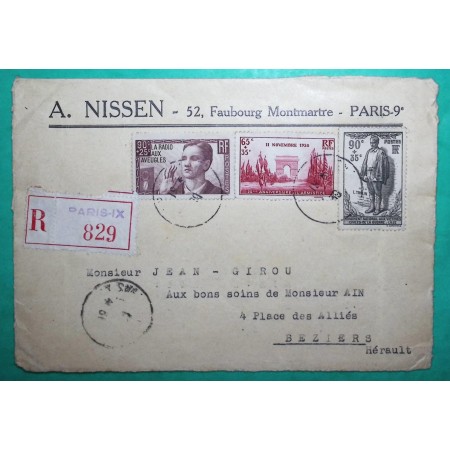 A. NISSEN - 52, Faubourg Montmartre - PARIS-9e
90c
+25
LA RADIO
AUX
AVEUGLES
RF
65c
+35c
11 NOVEMBRE 1918
RF
90c
+
35c
POSTES
RF
R
PARIS-IX
829
Monsieur JEAN - GIROU
Aux bons soins de Monsieur AIN
4 Place des Alliés
BEZIERS
Hérault